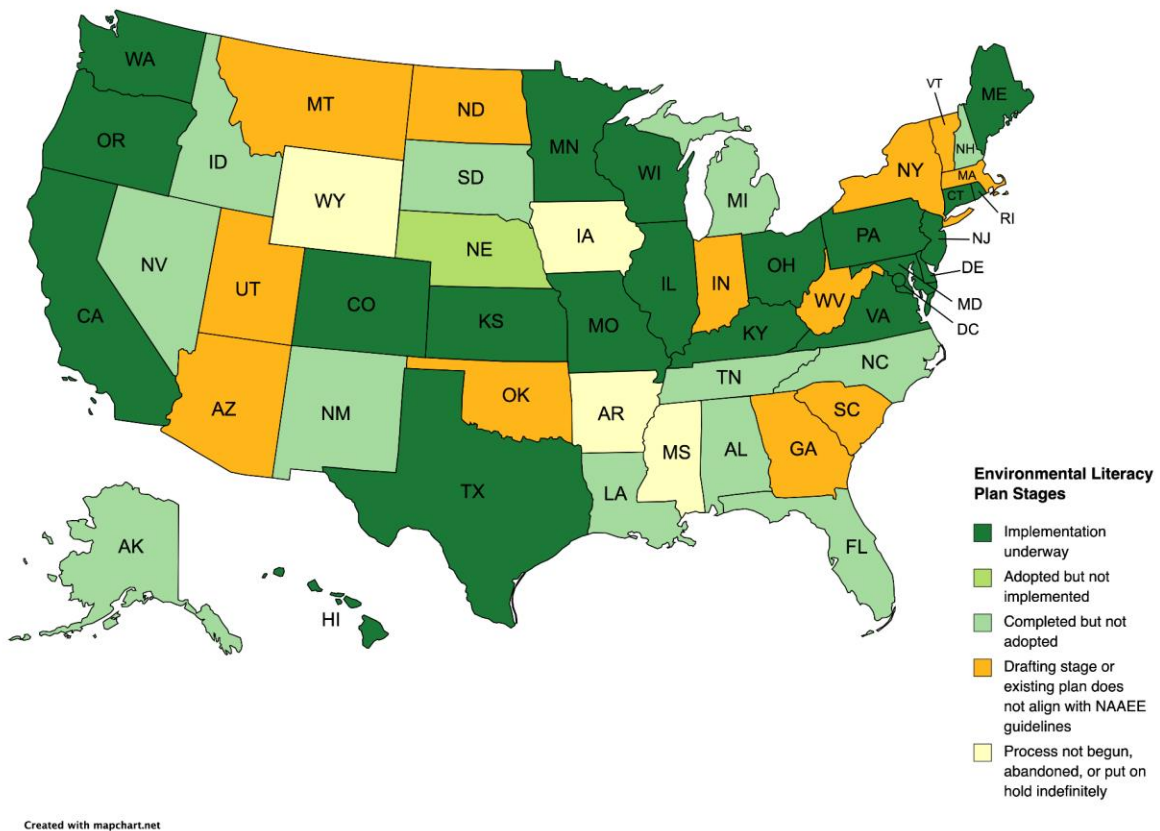 WA
OR
CA
ID
NV
MT
WY
UT
AZ
ND
SD
NE
CO
KS
NM
OK
TX
MN
IA
MO
AR
LA
WI
IL
MI
IN
OH
KY
TN
MS
AL
GA
FL
SC
NC
VA
WV
PA
NY
VT
NH
ME
MA
CT
RI
NJ
DE
MD
DC
AK
HI
Environmental Literacy
Plan Stages
Implementation
underway
Adopted but not
implemented
Completed but not
adopted
Drafting stage or
existing plan does
not align with NAAEE
guidelines
Process not begun,
abandoned, or put on
hold indefinitely
Created with mapchart.net